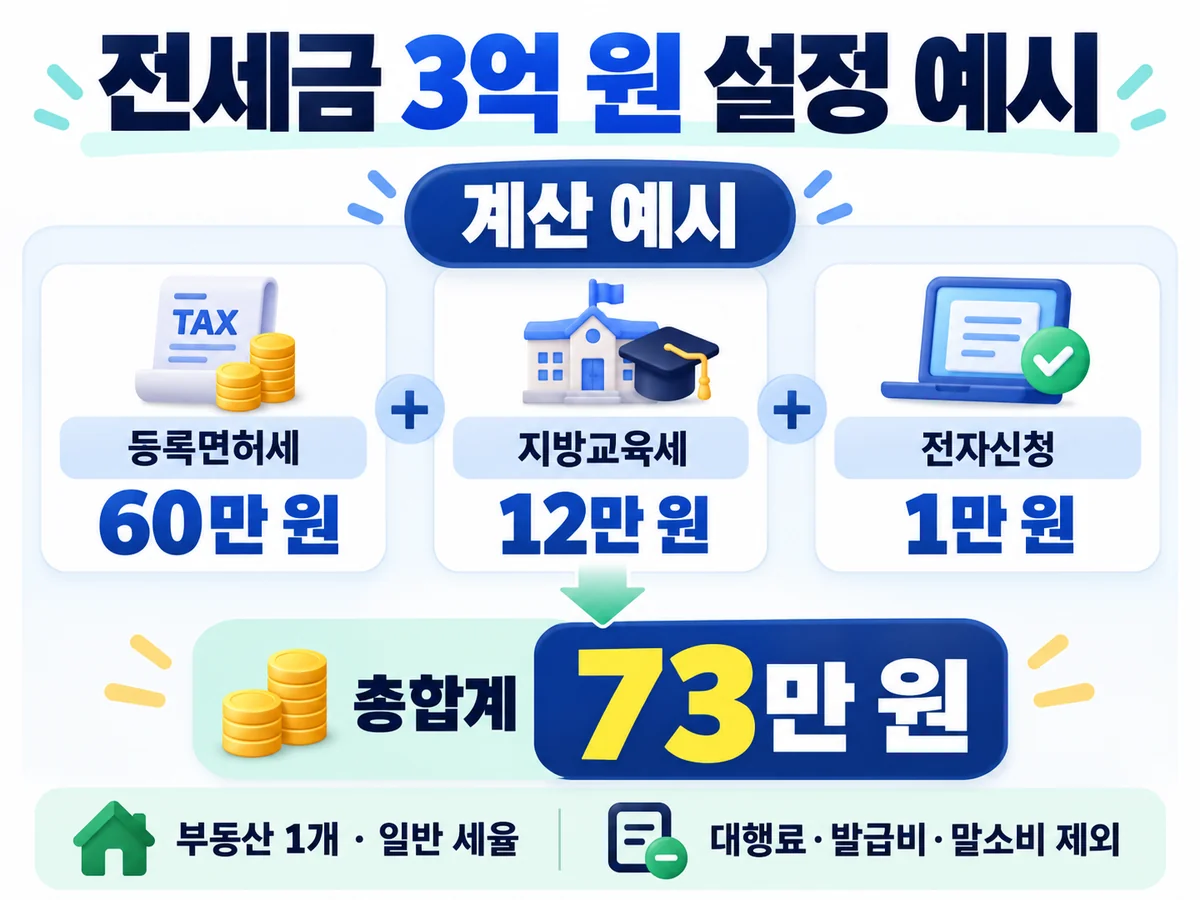 전세금 3억 원 설정 예시
계산 예시
TAX
등록면허세
60만 원
+
지방교육세
12만 원
+
전자신청
1만 원
총합계
73만 원
부동산 1개 · 일반 세율
대행료·발급비·말소비 제외